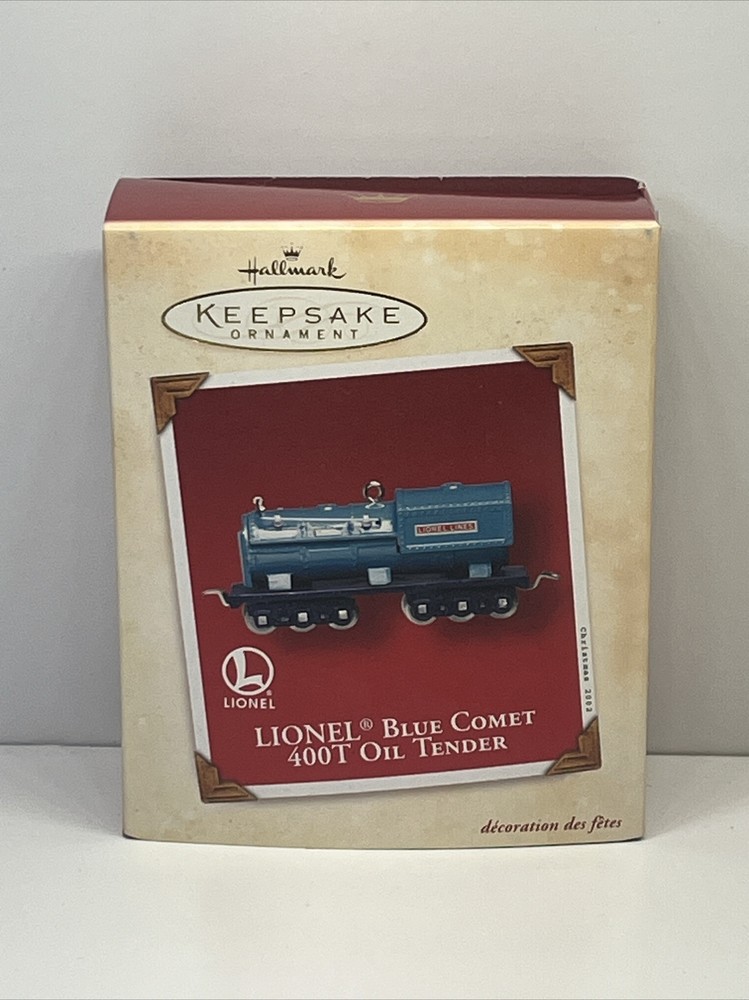 Hallmark
KEEPSAKE
ORNAMENT
LIONEL LINES
Christmas 2002
L
®
LIONEL
LIONEL® BLUE COMET
400T OIL TENDER
décoration des fêtes